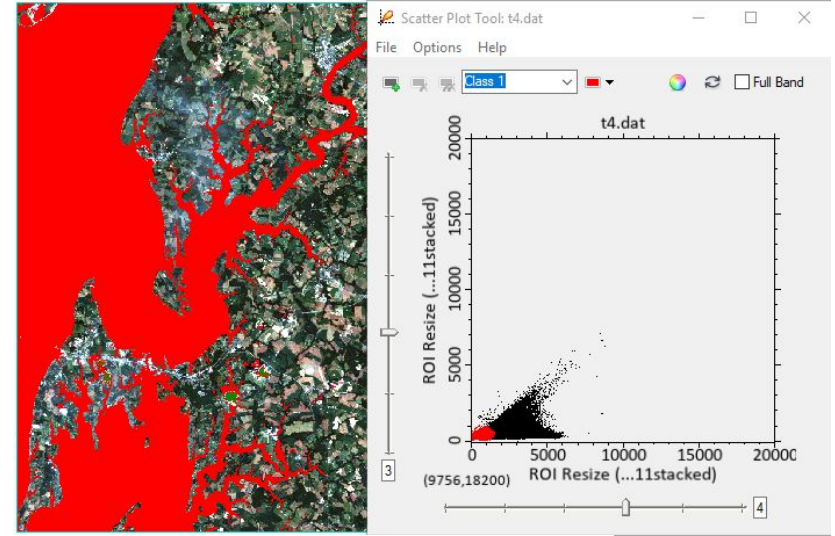 Scatter Plot Tool: t4.dat
File Options Help
Class 1
Full Band
t4.dat
20000
15000
10000
5000
0
ROI Resize (...11stacked)
0 5000 10000 15000 20000
(9756,18200) ROI Resize (...11stacked)
3
4